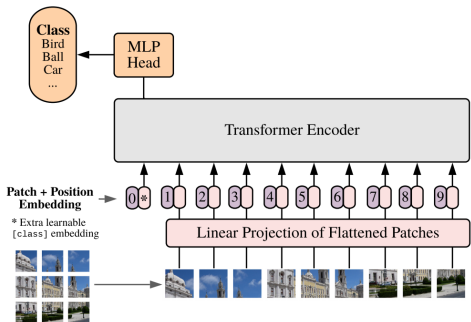 Class
Bird
Ball
Car
...
MLP
Head
Transformer Encoder
Patch + Position
Embedding
0 * 1 2 3 4 5 6 7 8 9
* Extra learnable
[class] embedding
Linear Projection of Flattened Patches